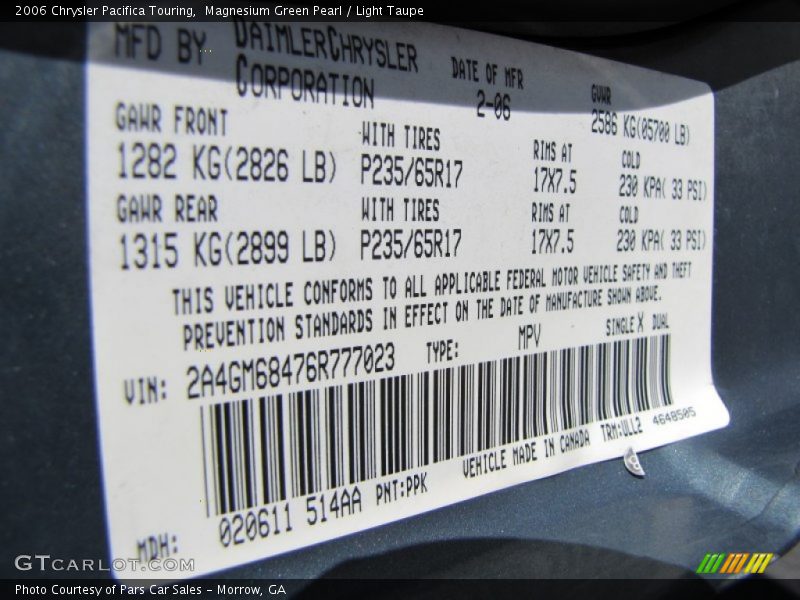 2006 Chrysler Pacifica Touring,  Magnesium Green Pearl / Light Taupe
MFD BY DAIMLERCHRYSLER CORPORATION
DATE OF MFR 2-06
GVWR 2586 KG(05700 LB)
GAWR FRONT WITH TIRES RIMS AT COLD
1282 KG(2826 LB) P235/65R17 17X7.5 230 KPA( 33 PSI)
GAWR REAR WITH TIRES RIMS AT COLD
1315 KG(2899 LB) P235/65R17 17X7.5 230 KPA( 33 PSI)
THIS VEHICLE CONFORMS TO ALL APPLICABLE FEDERAL MOTOR VEHICLE SAFETY AND THEFT
PREVENTION STANDARDS IN EFFECT ON THE DATE OF MANUFACTURE SHOWN ABOVE.
VIN: 2A4GM68476R777023 TYPE: MPV SINGLE X DUAL
VEHICLE MADE IN CANADA TRM:ULL2 4648505
MDH: 020611 514AA PNT:PPK
GTCARLOT.COM
Photo Courtesy of Pars Car Sales - Morrow, GA